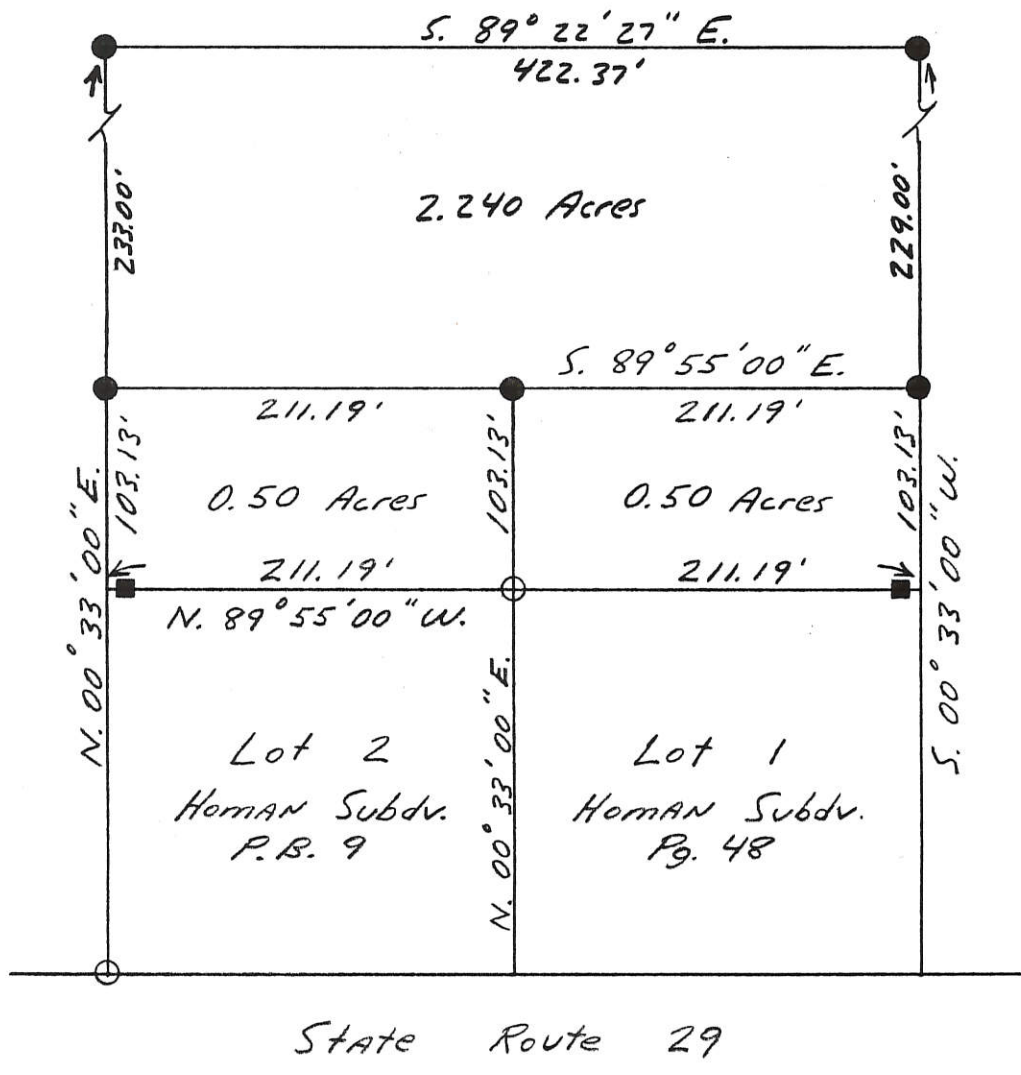 S. 89° 22' 27" E.
422.37'
233.00'
2.240 Acres
229.00'
S. 89° 55' 00" E.
211.19'
211.19'
103.13'
103.13'
103.13'
0.50 Acres
0.50 Acres
211.19'
211.19'
N. 89° 55' 00" W.
N. 00° 33' 00" E.
N. 00° 33' 00" E.
S. 00° 33' 00" W.
Lot 2
Homan Subdv.
P.B. 9
Lot 1
Homan Subdv.
Pg. 48
State Route 29